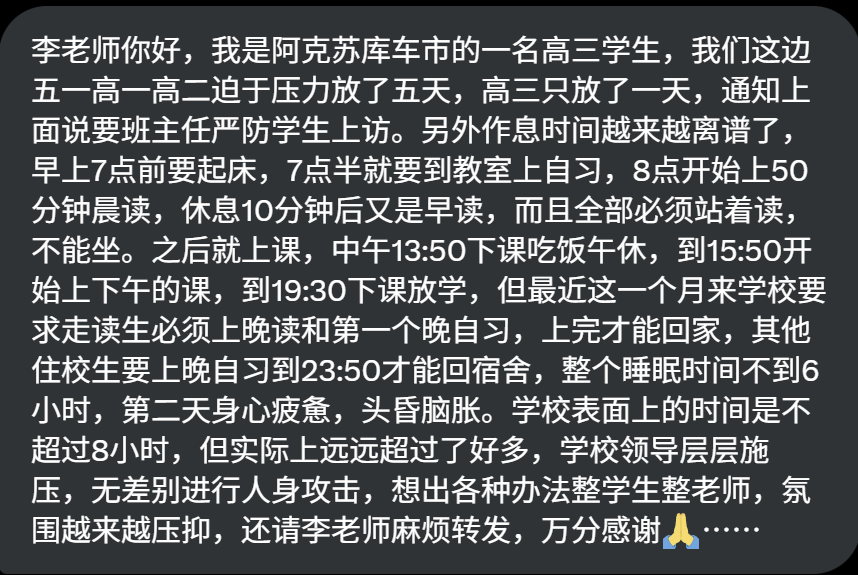 李老师你好，我是阿克苏库车市的一名高三学生，我们这边
五一高一高二迫于压力放了五天，高三只放了一天，通知上
面说要班主任严防学生上访。另外作息时间越来越离谱了，
早上7点前要起床，7点半就要到教室上自习，8点开始上50
分钟晨读，休息10分钟后又是早读，而且全部必须站着读，
不能坐。之后就上课，中午13:50下课吃饭午休，到15:50开
始上下午的课，到19:30下课放学，但最近这一个月来学校要
求走读生必须上晚读和第一个晚自习，上完才能回家，其他
住校生要上晚自习到23:50才能回宿舍，整个睡眠时间不到6
小时，第二天身心疲惫，头昏脑胀。学校表面上的时间是不
超过8小时，但实际上远远超过了好多，学校领导层层施
压，无差别进行人身攻击，想出各种办法整学生整老师，氛
围越来越压抑，还请李老师麻烦转发，万分感谢🙏······